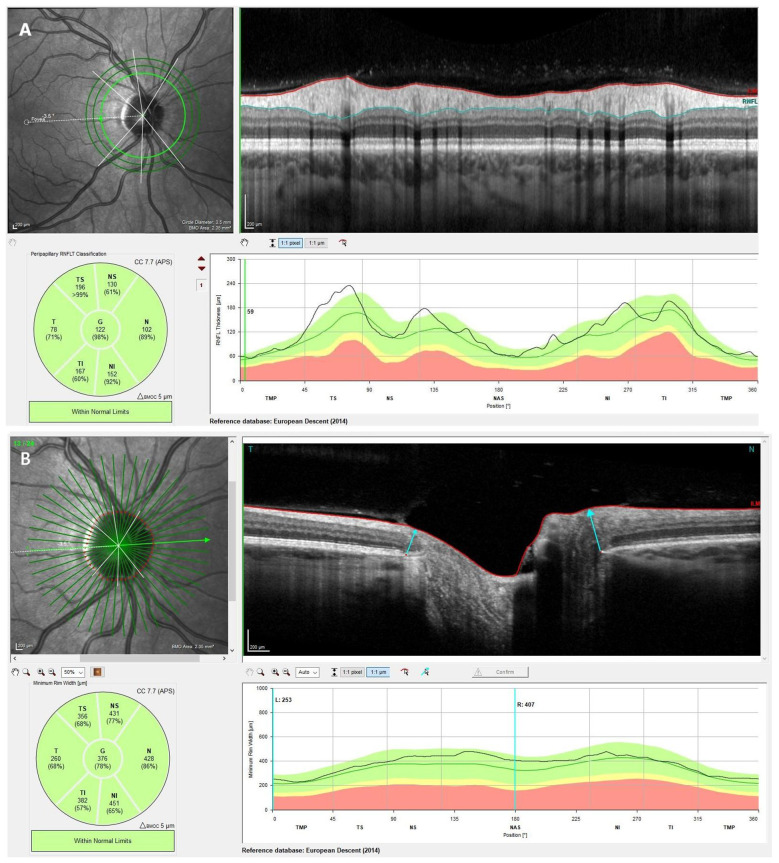 A
Fovea
-3.5 °
200 µm
Circle Diameter: 3.5 mm
BMO Area: 2.35 mm²
ILM
RNFL
200 µm
1:1 pixel
1:1 µm
Peripapillary RNFLT Classification
CC 7.7 (APS)
TS
196
>99%
NS
130
(61%)
T
78
(71%)
G
122
(98%)
N
102
(89%)
TI
167
(60%)
NI
152
(92%)
△BMOC 5 µm
Within Normal Limits
1
RNFL Thickness [µm]
300
240
180
120
60
0
59
0
45
90
135
180
225
270
315
360
TMP
TS
NS
NAS
NI
TI
TMP
Position [°]
Reference database: European Descent (2014)
B
200 µm
T
N
ILM
200 µm
50%
Auto
1:1 pixel
1:1 µm
Confirm
Minimum Rim Width [µm]
CC 7.7 (APS)
TS
356
(68%)
NS
431
(77%)
T
260
(68%)
G
376
(78%)
N
428
(86%)
TI
382
(57%)
NI
451
(65%)
△BMOC 5 µm
Within Normal Limits
Minimum Rim Width [µm]
1000
800
600
400
200
0
L: 253
R: 407
0
45
90
135
180
225
270
315
360
TMP
TS
NS
NAS
NI
TI
TMP
Position [°]
Reference database: European Descent (2014)